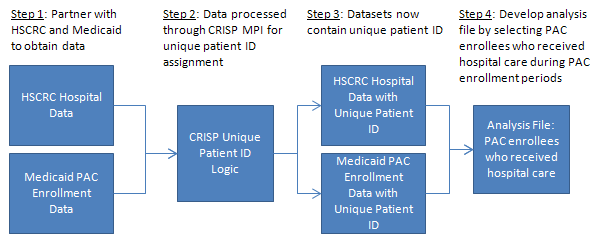 Step 1: Partner with
HSCRC and Medicaid
to obtain data
Step 2: Data processed
through CRISP MPI for
unique patient ID
assignment
Step 3: Datasets now
contain unique patient ID
Step 4: Develop analysis
file by selecting PAC
enrollees who received
hospital care during PAC
enrollment periods
HSCRC Hospital
Data
Medicaid PAC
Enrollment
Data
CRISP Unique
Patient ID
Logic
HSCRC Hospital
Data with
Unique Patient
ID
Medicaid PAC
Enrollment
Data with
Unique Patient
ID
Analysis File:
PAC enrollees
who received
hospital care